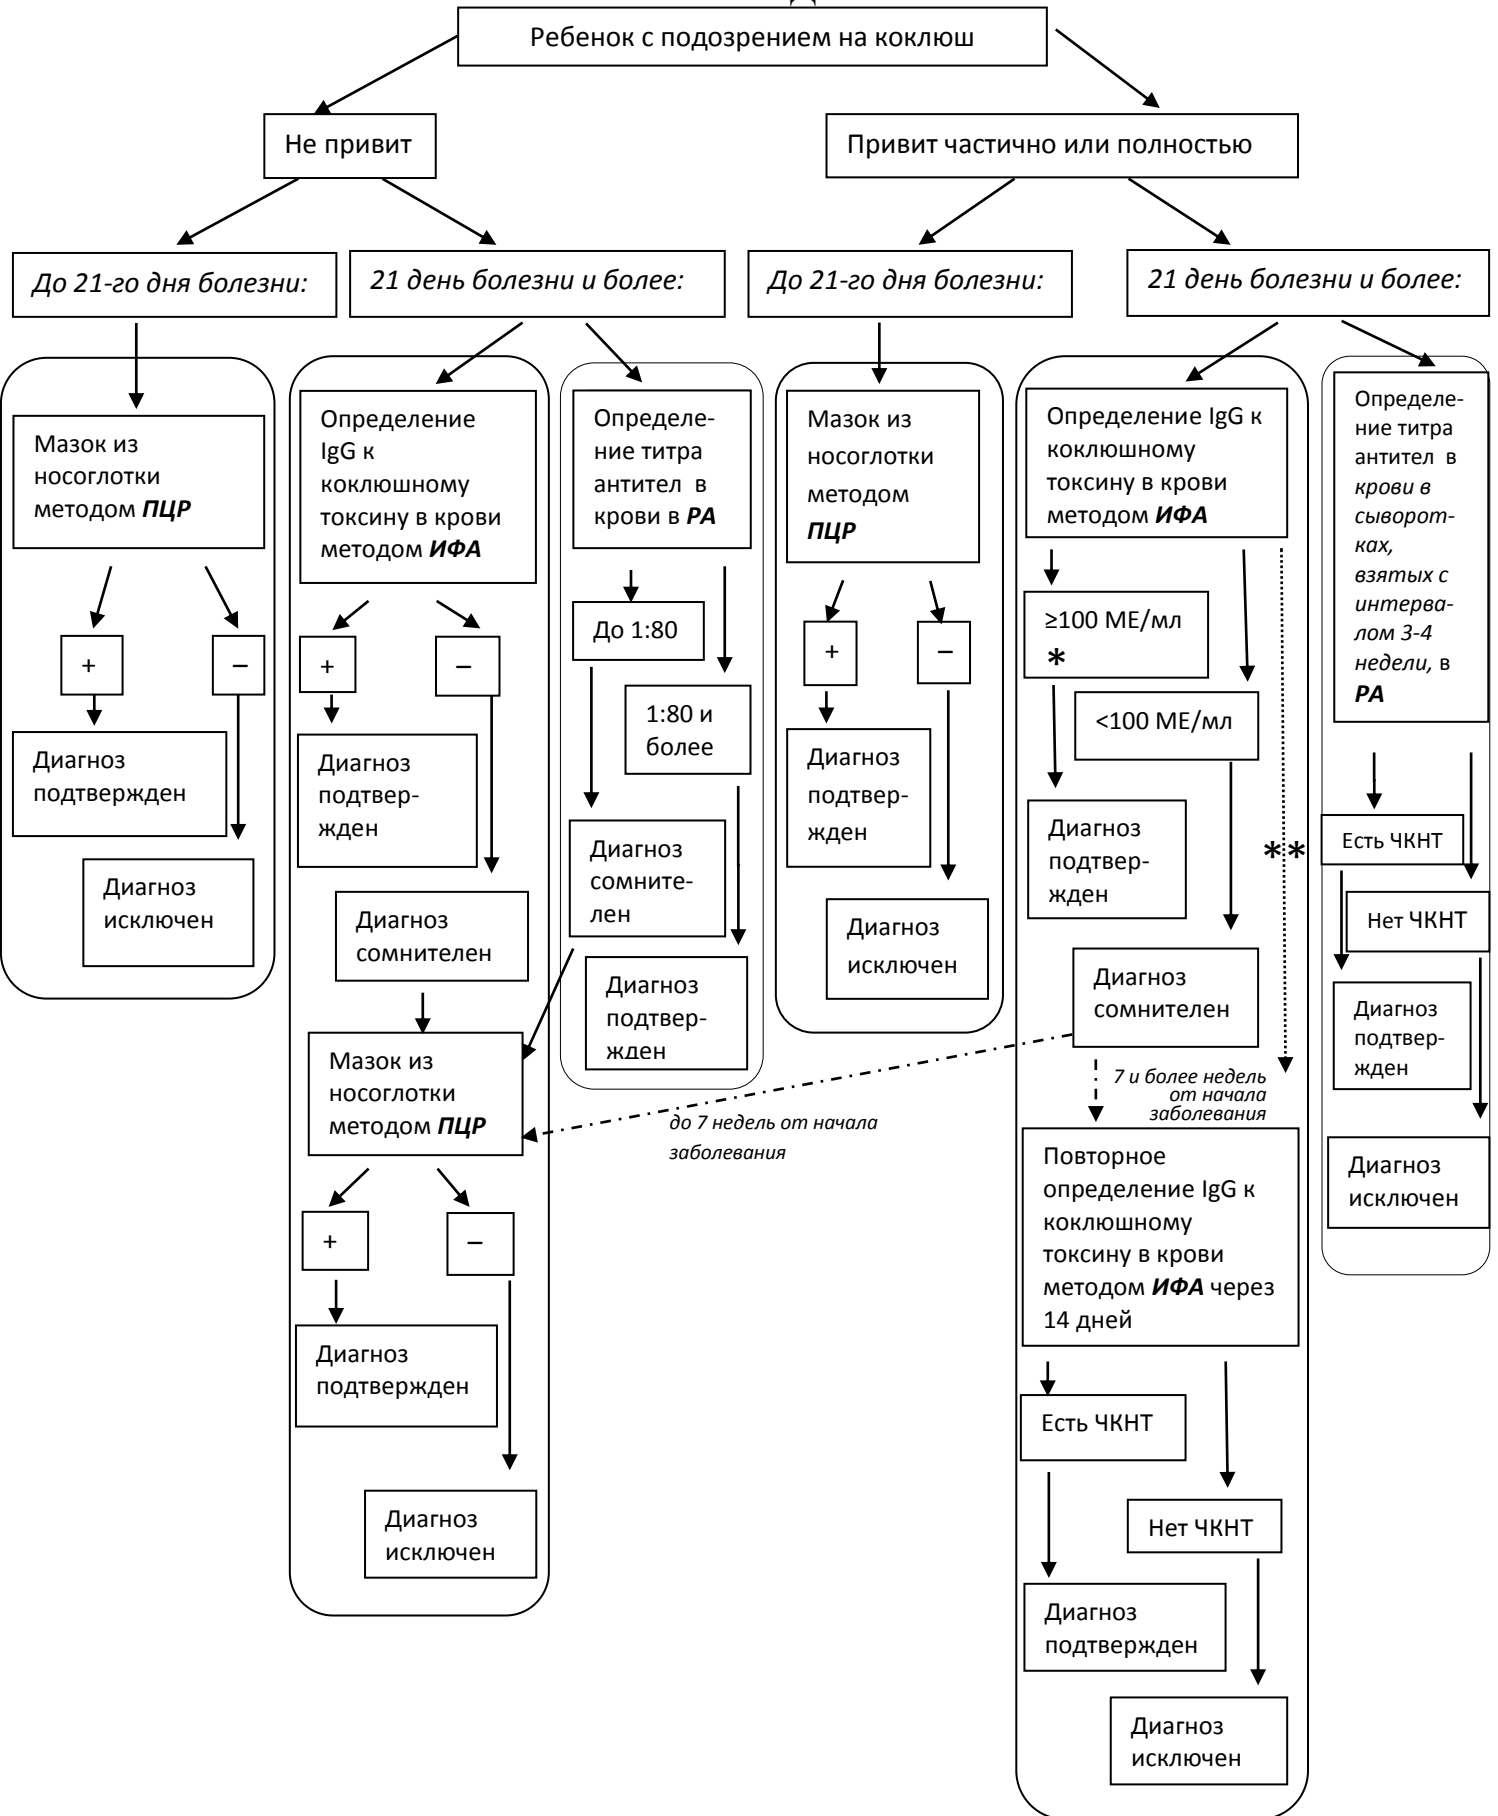 Ребенок с подозрением на коклюш
Не привит
Привит частично или полностью
До 21-го дня болезни:
21 день болезни и более:
До 21-го дня болезни:
21 день болезни и более:
Мазок из
носоглотки
методом ПЦР
+
–
Диагноз
подтвержден
Диагноз
исключен
Определение
IgG к
коклюшному
токсину в крови
методом ИФА
+
–
Диагноз
подтвер-
жден
Диагноз
сомнителен
Мазок из
носоглотки
методом ПЦР
+
–
Диагноз
подтвержден
Диагноз
исключен
Определе-
ние титра
антител в
крови в РА
До 1:80
1:80 и
более
Диагноз
сомните-
лен
Диагноз
подтвер-
жден
Мазок из
носоглотки
методом
ПЦР
+
–
Диагноз
подтвер-
жден
Диагноз
исключен
до 7 недель от начала
заболевания
Определение IgG к
коклюшному
токсину в крови
методом ИФА
≥100 МЕ/мл
*
<100 МЕ/мл
Диагноз
подтвер-
жден
**
Диагноз
сомнителен
7 и более недель
от начала
заболевания
Повторное
определение IgG к
коклюшному
токсину в крови
методом ИФА через
14 дней
Есть ЧКНТ
Нет ЧКНТ
Диагноз
подтвержден
Диагноз
исключен
Определе-
ние титра
антител в
крови в
сыворот-
ках,
взятых с
интерва-
лом 3-4
недели, в
РА
Есть ЧКНТ
Нет ЧКНТ
Диагноз
подтвер-
жден
Диагноз
исключен